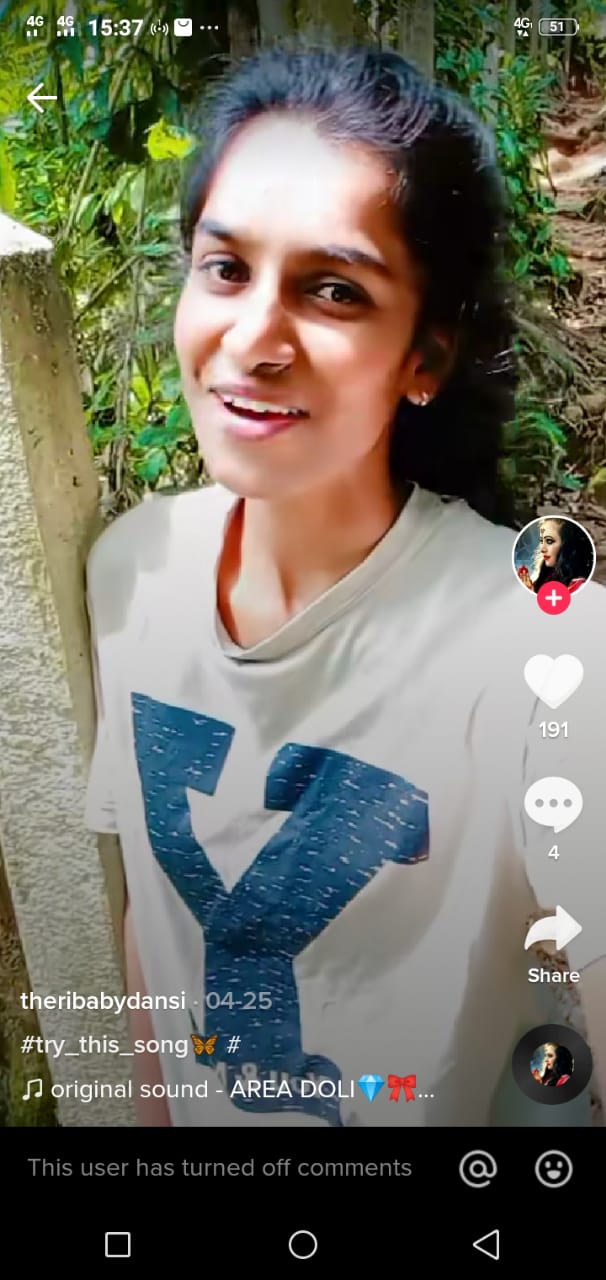 4G 4G 15:37 ... 4G 51
191
4
Share
Y
theribabydansi · 04-25
#try_this_song🦋 #
♫ original sound - AREA DOLI💎🎀...
This user has turned off comments @